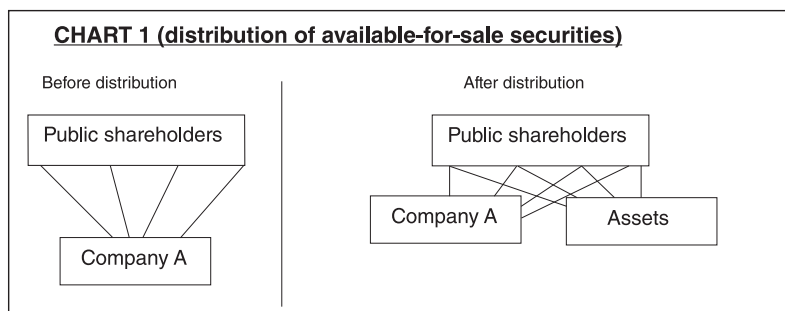 CHART 1 (distribution of available-for-sale securities)
Before distribution
Public shareholders
Company A
After distribution
Public shareholders
Company A
Assets